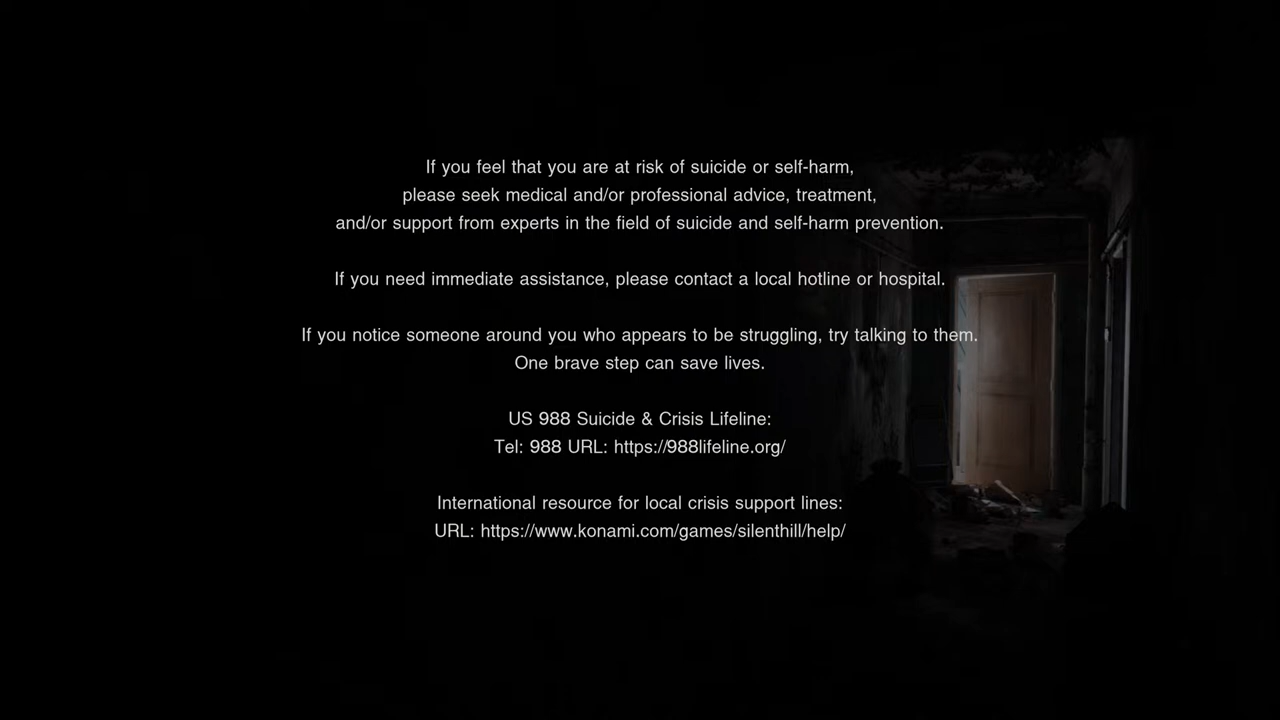 If you feel that you are at risk of suicide or self-harm,
please seek medical and/or professional advice, treatment,
and/or support from experts in the field of suicide and self-harm prevention.
If you need immediate assistance, please contact a local hotline or hospital.
If you notice someone around you who appears to be struggling, try talking to them.
One brave step can save lives.
US 988 Suicide & Crisis Lifeline:
Tel: 988 URL: https://988lifeline.org/
International resource for local crisis support lines:
URL: https://www.konami.com/games/silenthill/help/